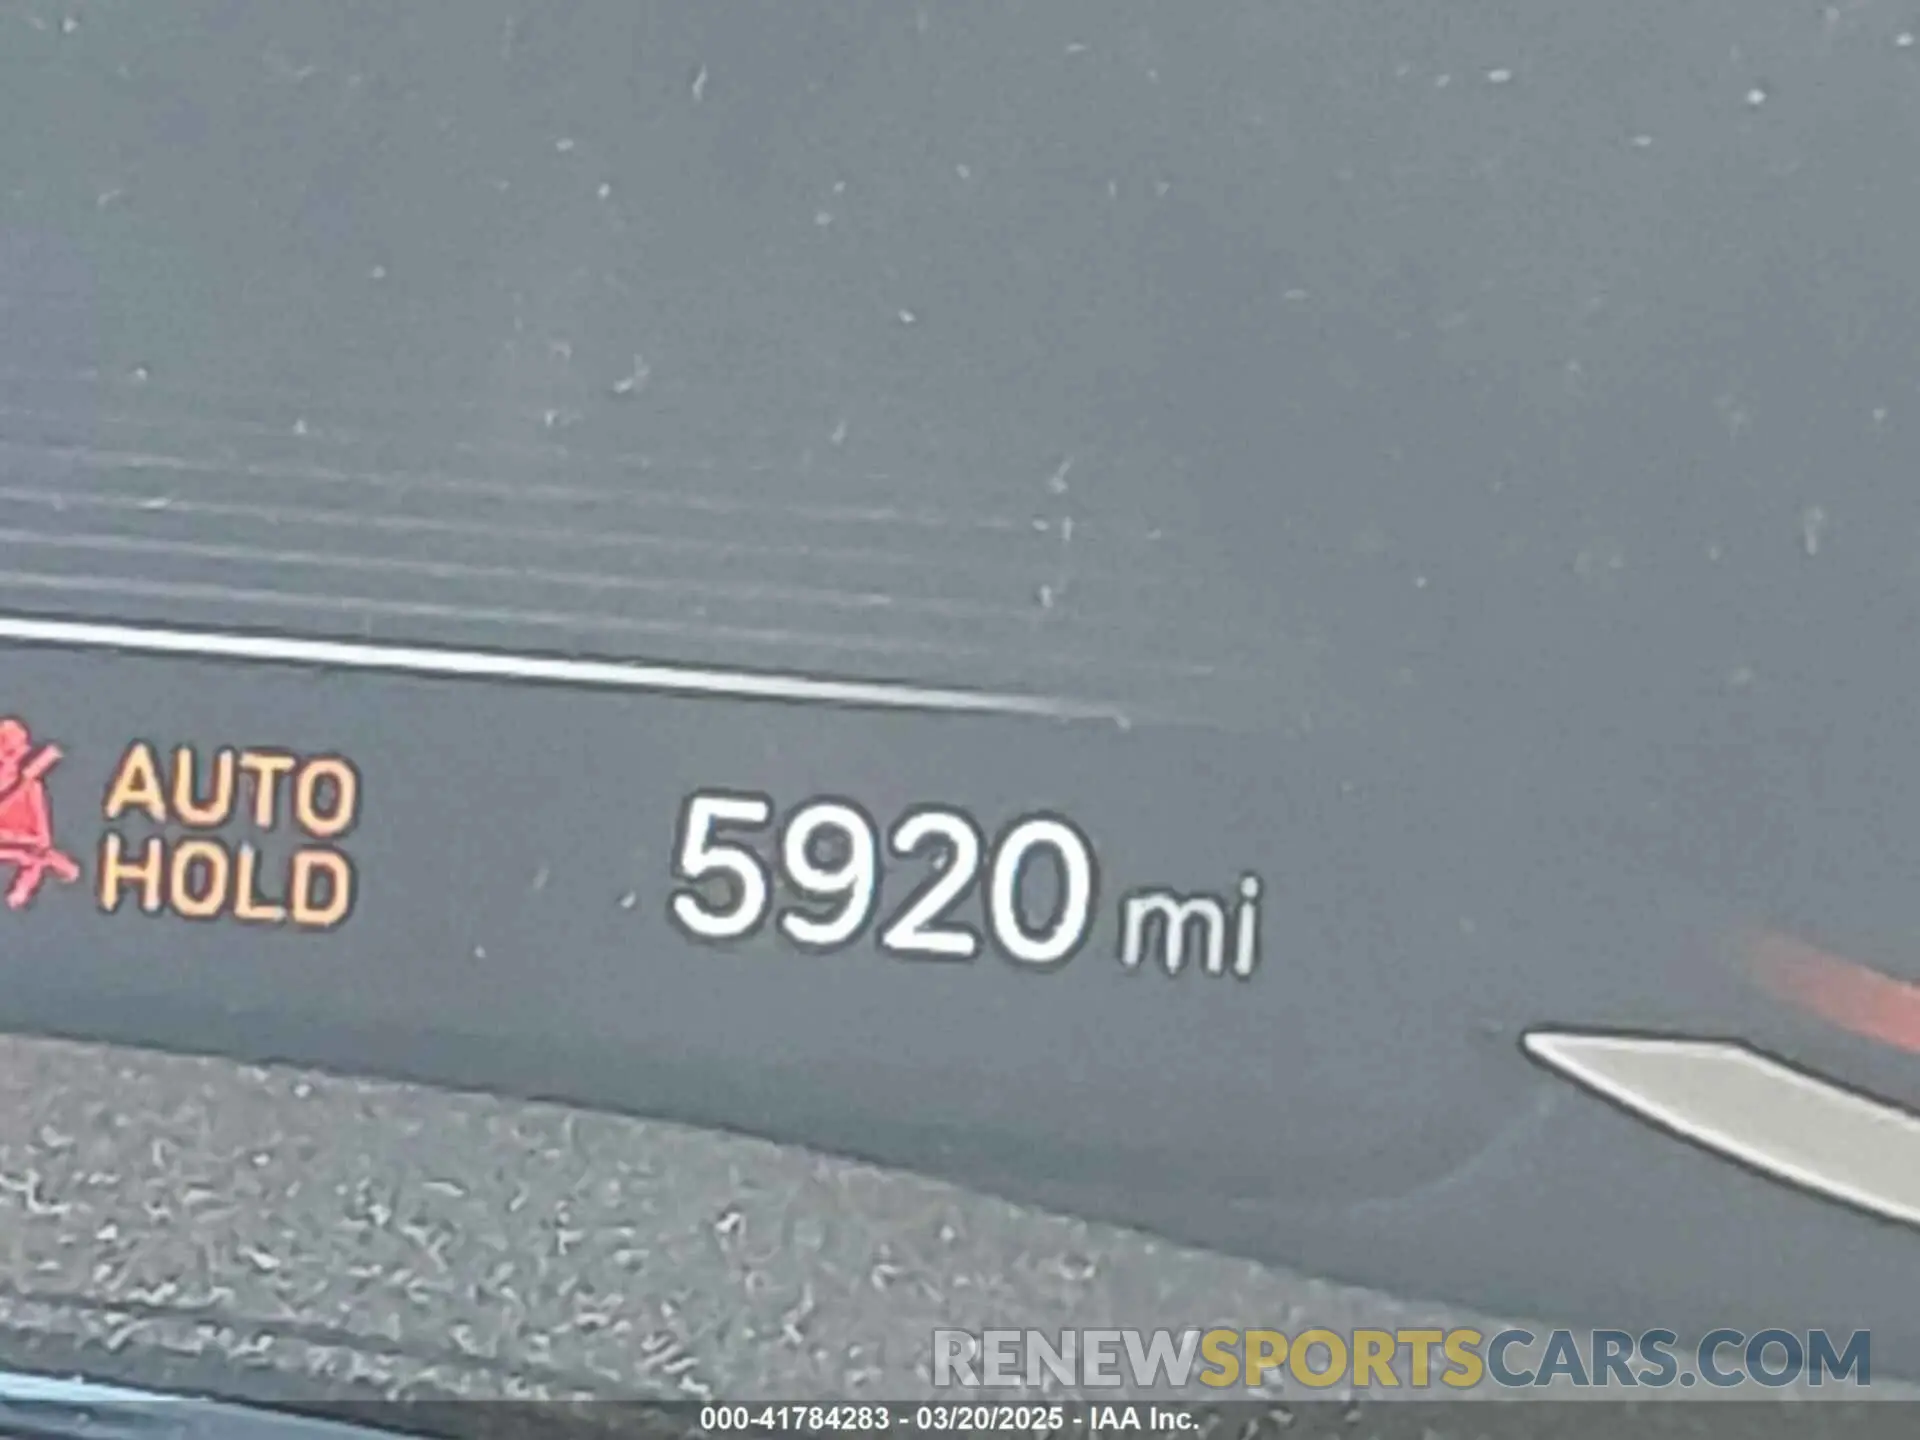 AUTO
HOLD
5920 mi
RENEWSPORTSCARS.COM
000-41784283 - 03/20/2025 - IAA Inc.